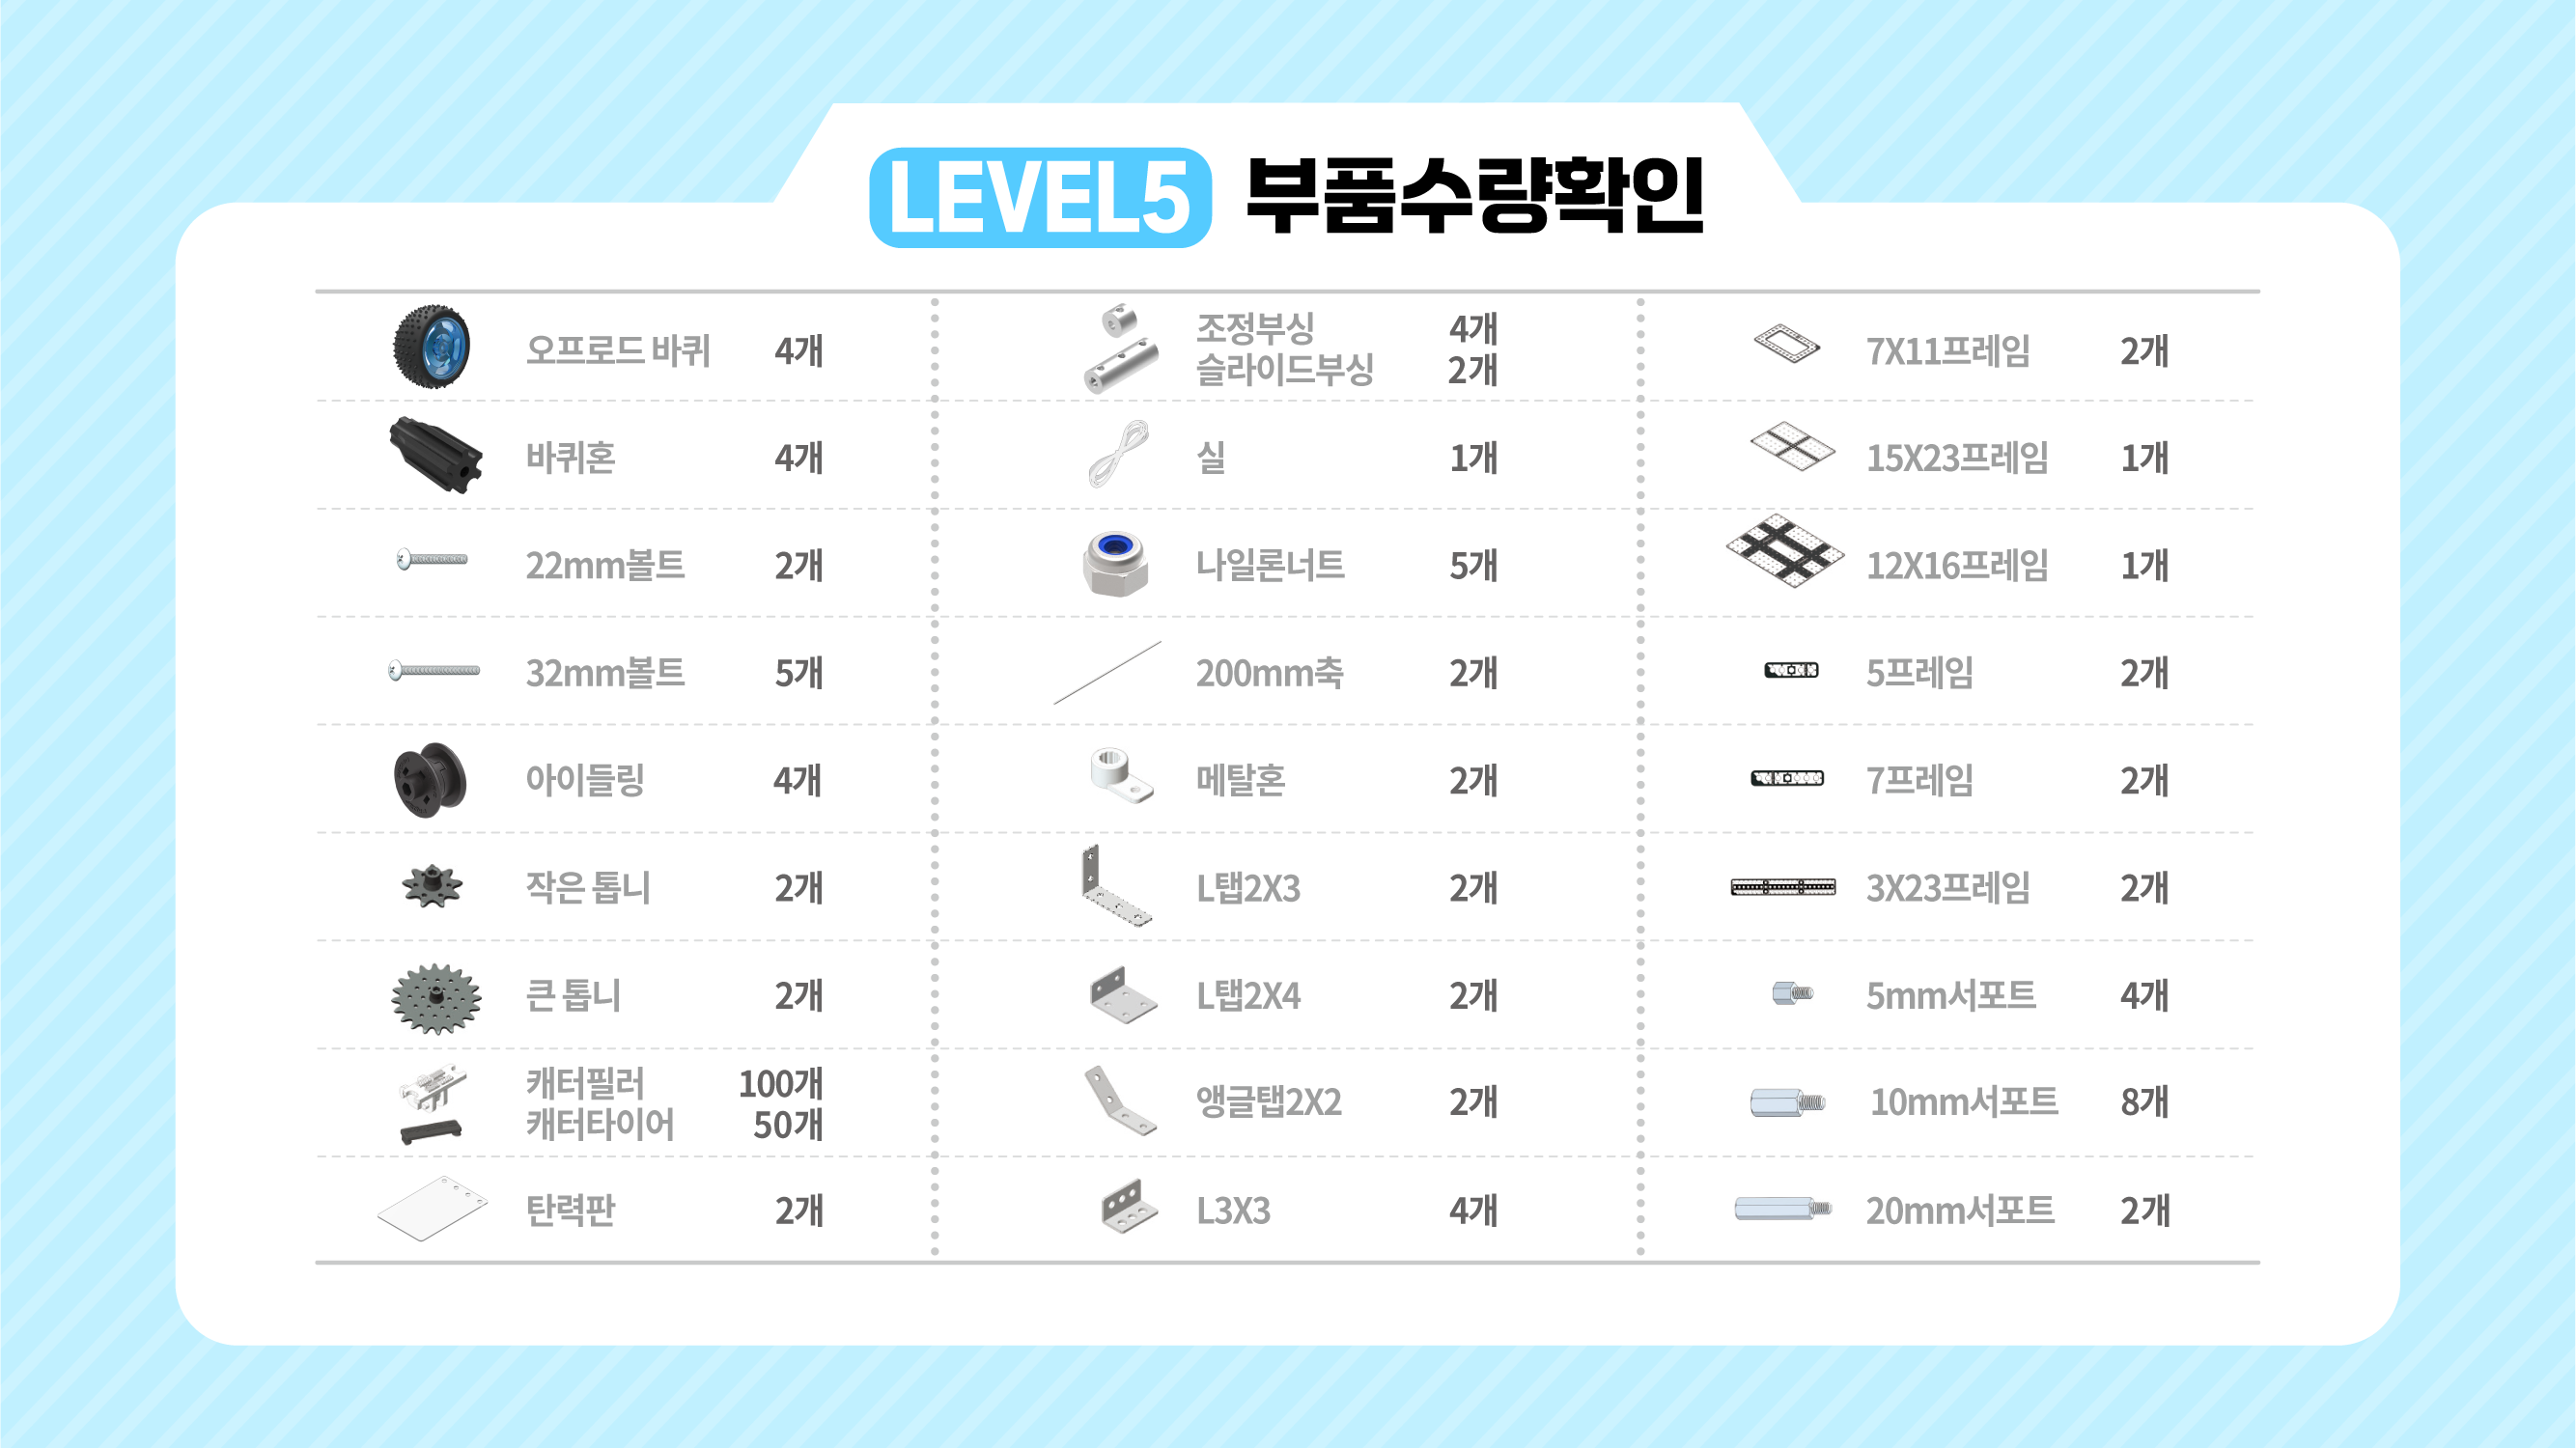 LEVEL5 부품수량확인
오프로드 바퀴 4개
바퀴혼 4개
22mm볼트 2개
32mm볼트 5개
아이들링 4개
작은 톱니 2개
큰 톱니 2개
캐터필러 100개
캐터타이어 50개
탄력판 2개
조정부싱 4개
슬라이드부싱 2개
실 1개
나일론너트 5개
200mm축 2개
메탈혼 2개
L탭2X3 2개
L탭2X4 2개
앵글탭2X2 2개
L3X3 4개
7X11프레임 2개
15X23프레임 1개
12X16프레임 1개
5프레임 2개
7프레임 2개
3X23프레임 2개
5mm서포트 4개
10mm서포트 8개
20mm서포트 2개